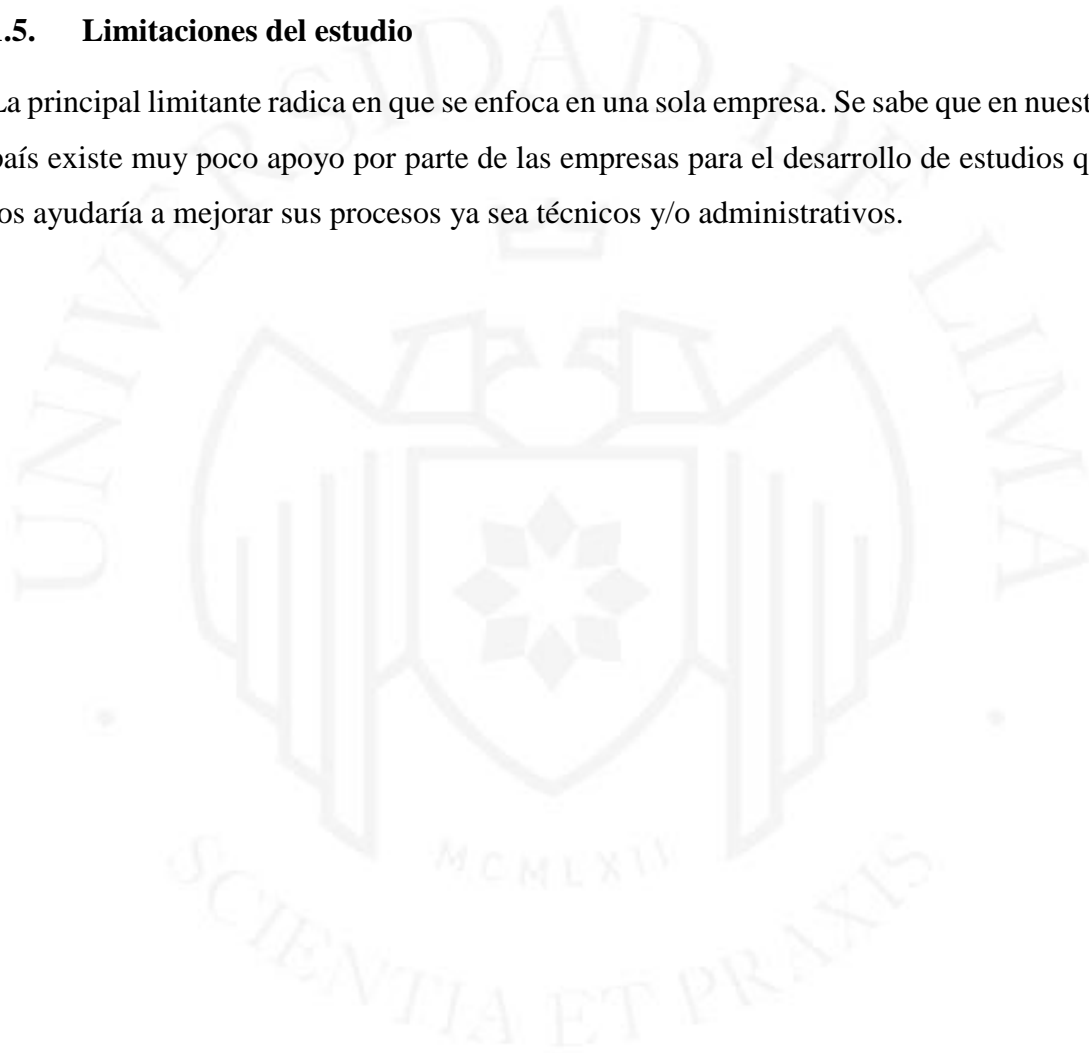 .5. Limitaciones del estudio
La principal limitante radica en que se enfoca en una sola empresa. Se sabe que en nuest
país existe muy poco apoyo por parte de las empresas para el desarrollo de estudios q
os ayudaría a mejorar sus procesos ya sea técnicos y/o administrativos.
UNIVERSIDAD DE LIMA
MCMLXII
SCIENTIA ET PRAXIS